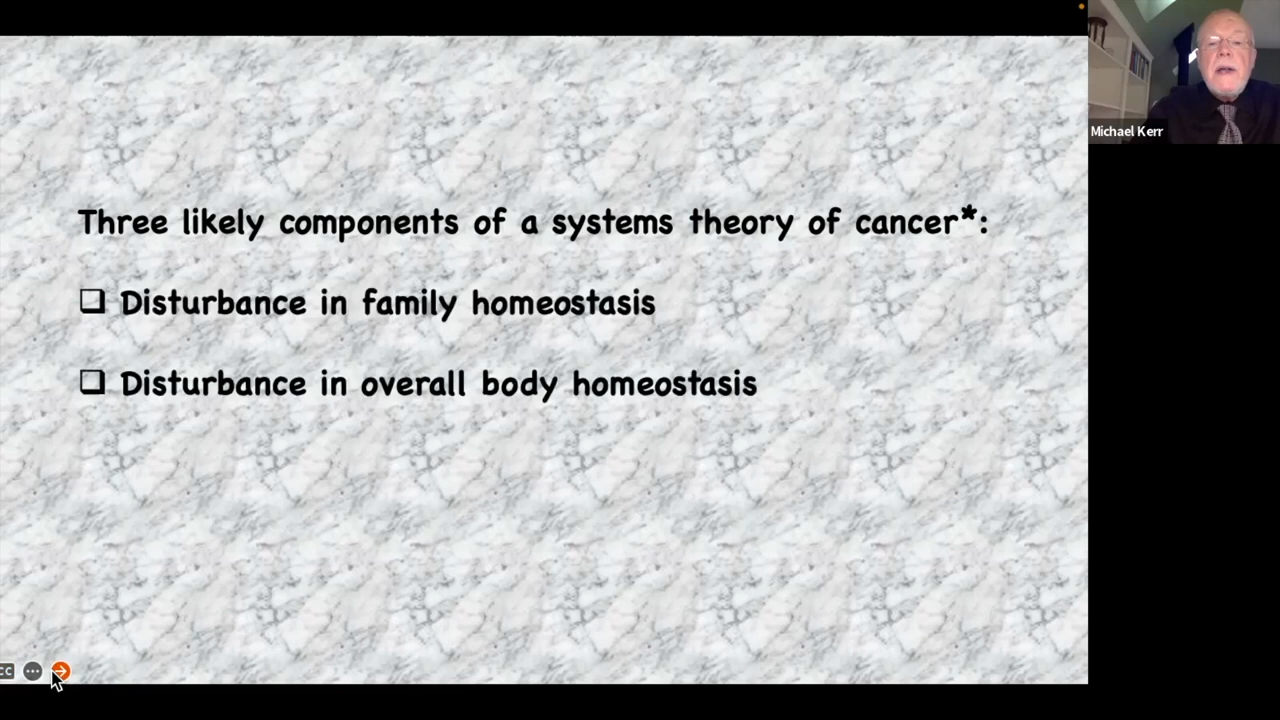 Three likely components of a systems theory of cancer*:
❑ Disturbance in family homeostasis
❑ Disturbance in overall body homeostasis
Michael Kerr
CC